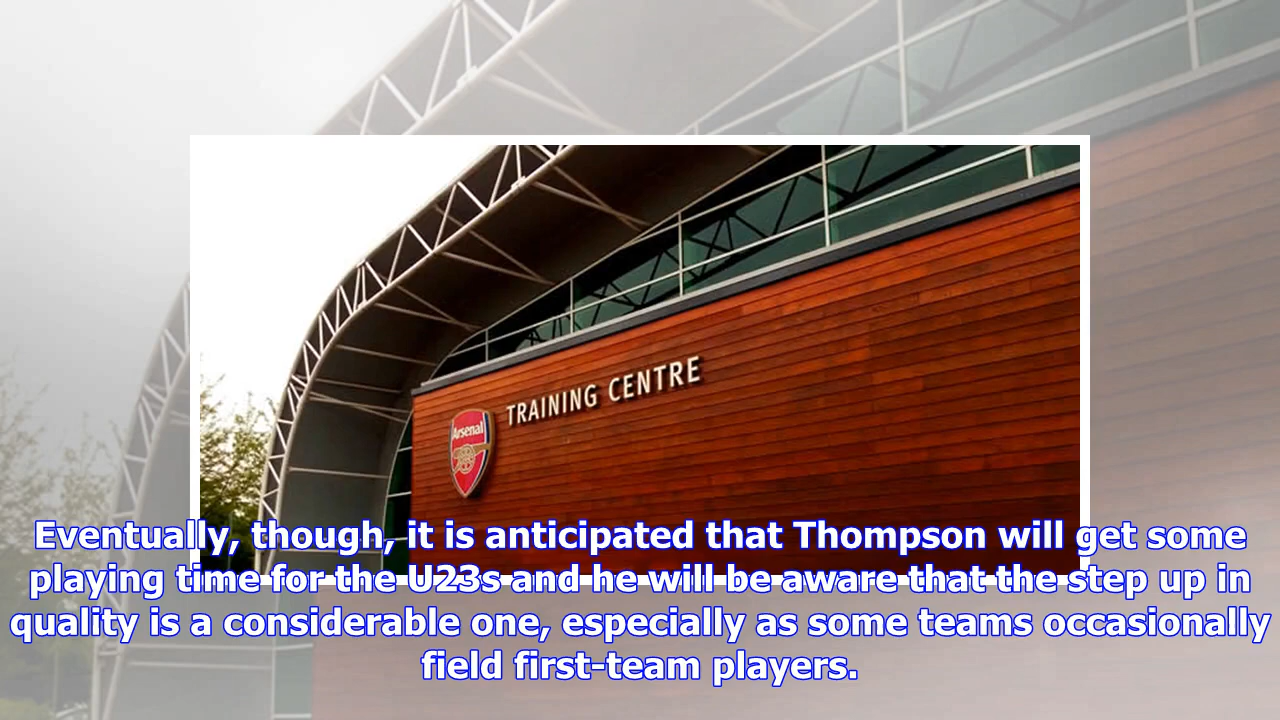 Arsenal
TRAINING CENTRE
Eventually, though, it is anticipated that Thompson will get some
playing time for the U23s and he will be aware that the step up in
quality is a considerable one, especially as some teams occasionally
field first-team players.